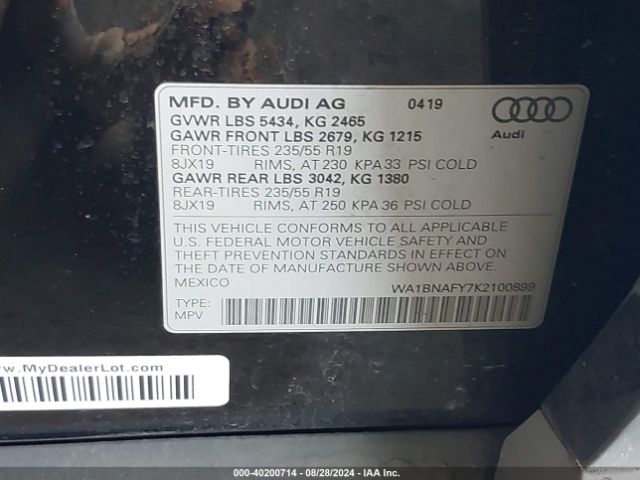 MFD. BY AUDI AG 0419
GVWR LBS 5434, KG 2465
GAWR FRONT LBS 2679, KG 1215
FRONT-TIRES 235/55 R19
8JX19 RIMS, AT 230 KPA 33 PSI COLD
GAWR REAR LBS 3042, KG 1380
REAR-TIRES 235/55 R19
8JX19 RIMS, AT 250 KPA 36 PSI COLD
Audi
THIS VEHICLE CONFORMS TO ALL APPLICABLE
U.S. FEDERAL MOTOR VEHICLE SAFETY AND
THEFT PREVENTION STANDARDS IN EFFECT ON
THE DATE OF MANUFACTURE SHOWN ABOVE.
MEXICO WA1BNAFY7K2100899
TYPE:
MPV
www.MyDealerLot.com
000-40200714 - 08/28/2024 - IAA Inc.